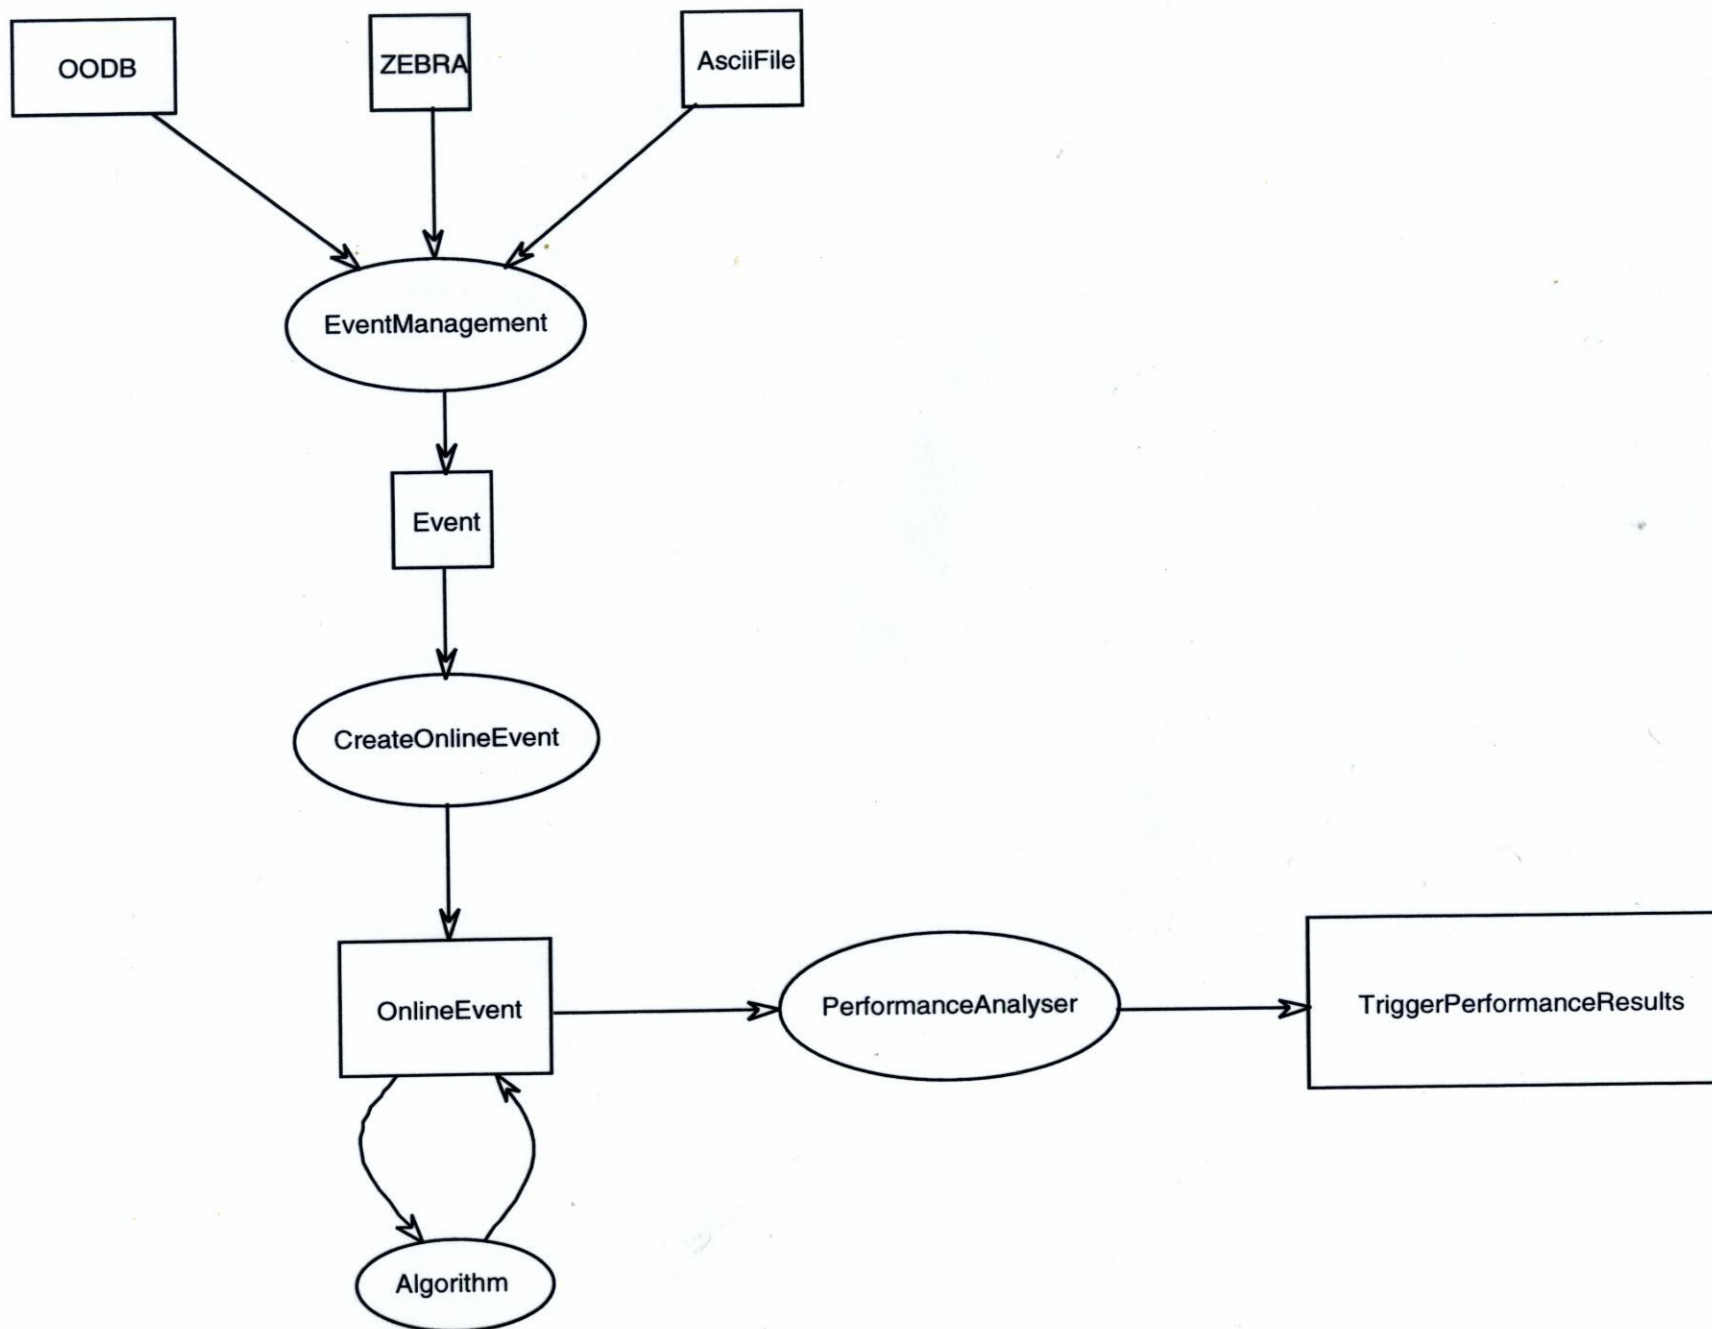 OODB
ZEBRA
AsciiFile
EventManagement
Event
CreateOnlineEvent
OnlineEvent
PerformanceAnalyser
TriggerPerformanceResults
Algorithm